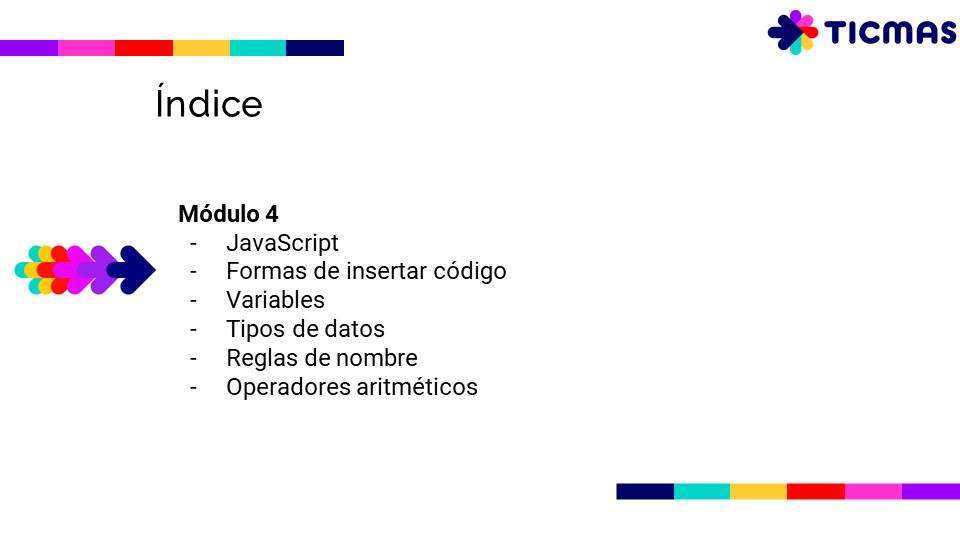 TICMAS
Índice
Módulo 4
- JavaScript
- Formas de insertar código
- Variables
- Tipos de datos
- Reglas de nombre
- Operadores aritméticos